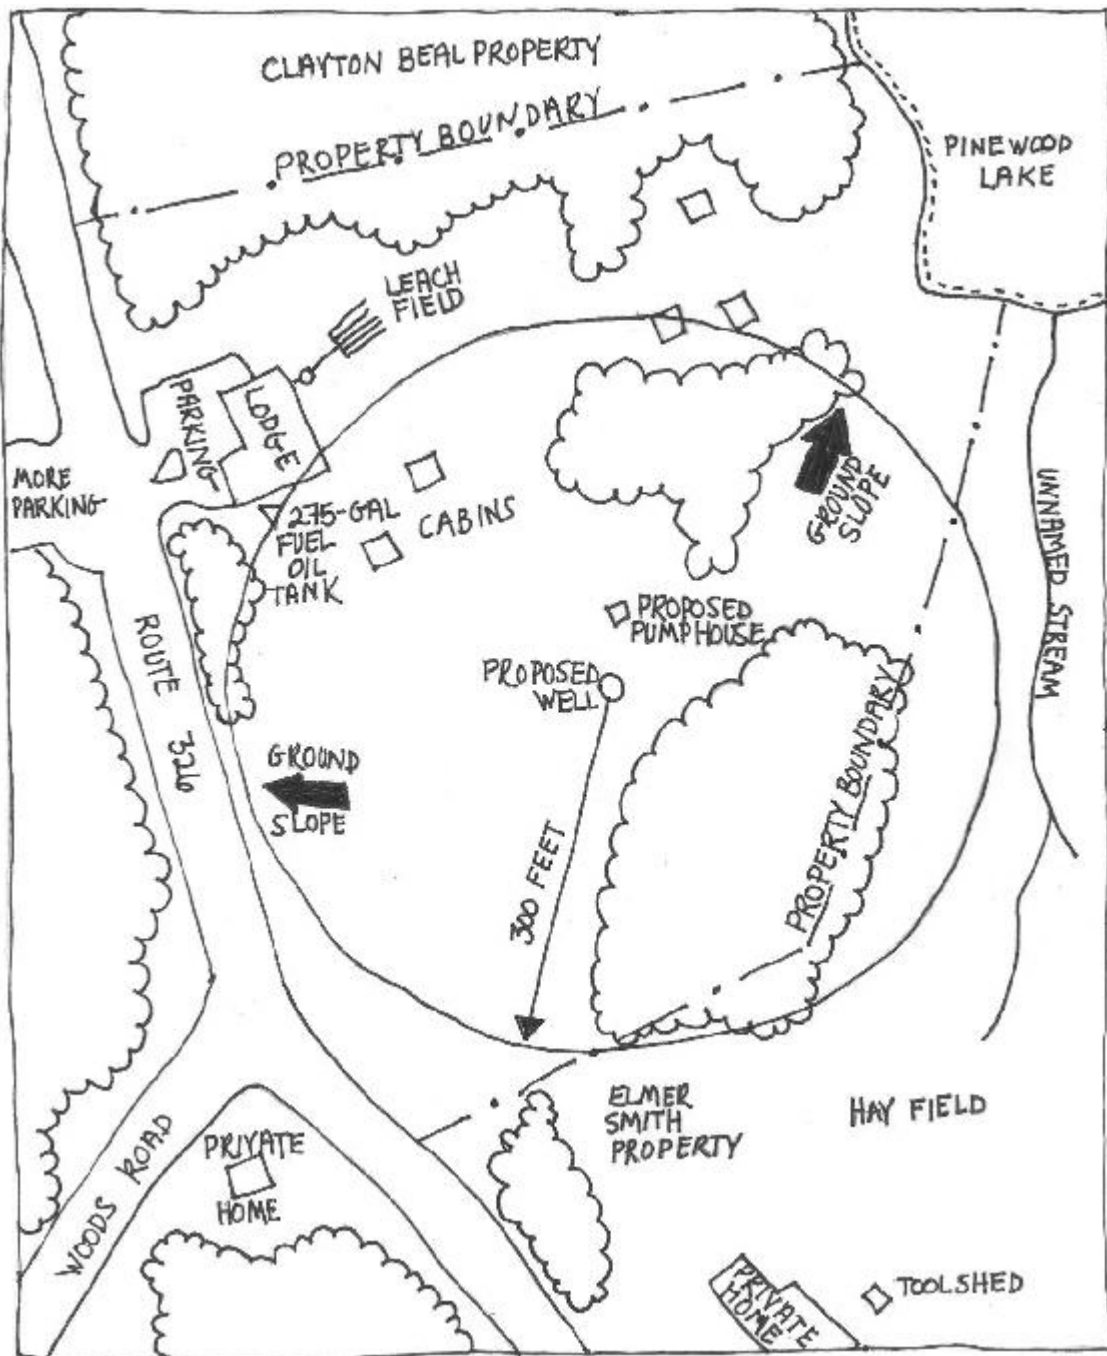 CLAYTON BEAL PROPERTY
PROPERTY BOUNDARY
PINEWOOD
LAKE
LEACH
FIELD
PARKING
LODGE
MORE
PARKING
275-GAL
FUEL
OIL
TANK
CABINS
GROUND
SLOPE
UNNAMED STREAM
PROPOSED
PUMPHOUSE
PROPOSED
WELL
ROUTE 326
GROUND
SLOPE
300 FEET
PROPERTY BOUNDARY
ELMER
SMITH
PROPERTY
HAY FIELD
WOODS ROAD
PRIVATE
HOME
PRIVATE
HOME
TOOLSHED